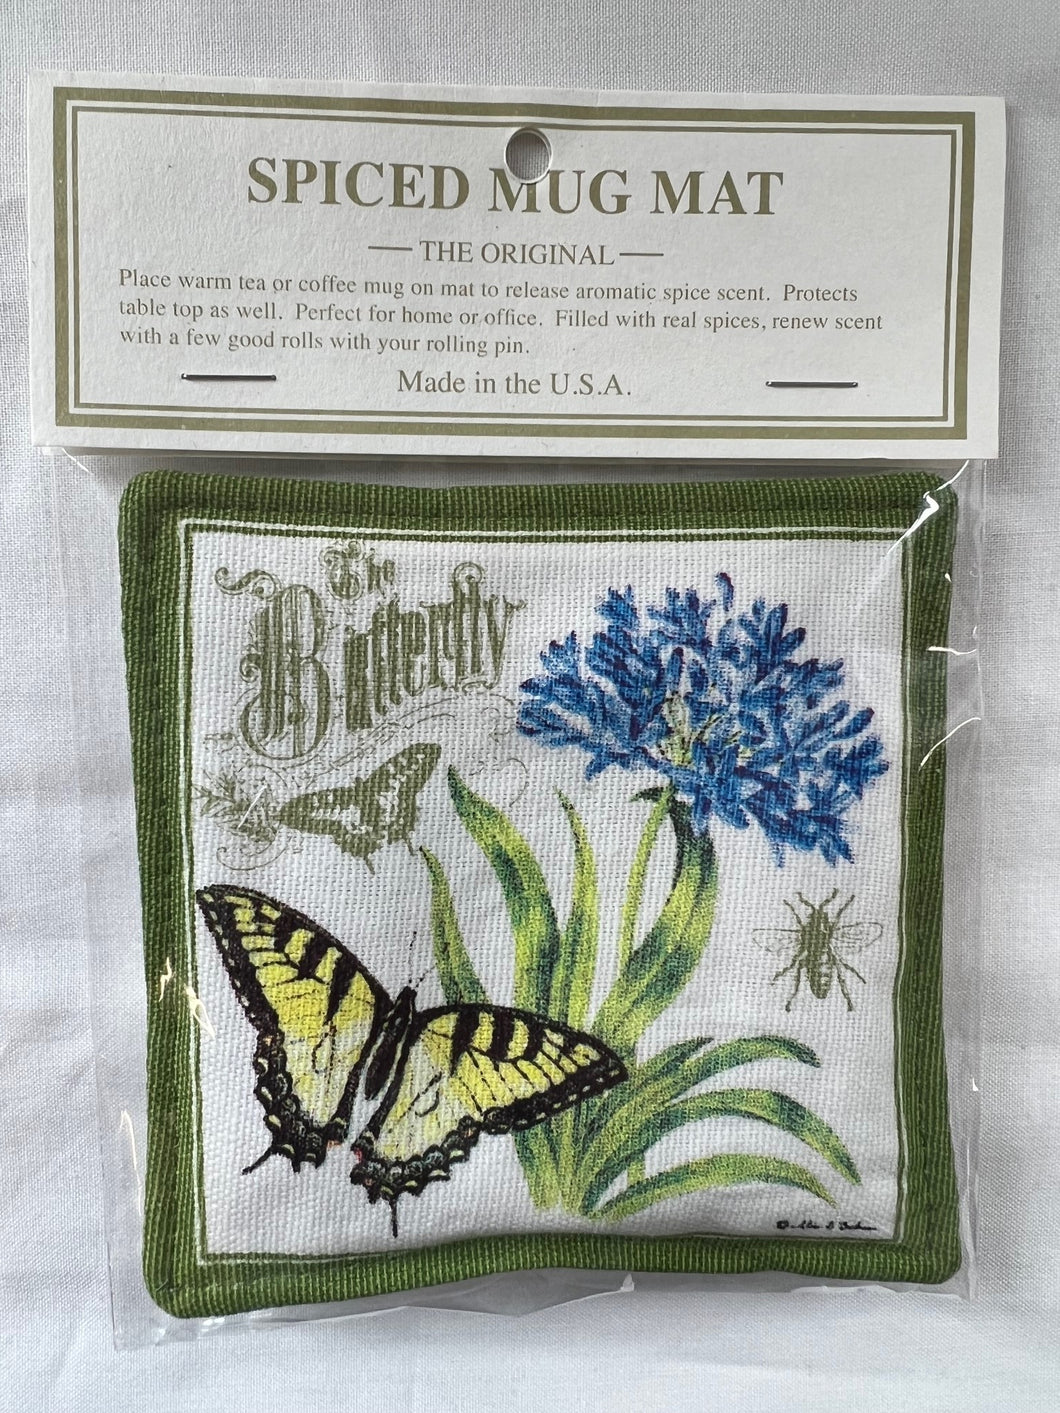 SPICED MUG MAT
THE ORIGINAL
Place warm tea or coffee mug on mat to release aromatic spice scent. Protects
table top as well. Perfect for home or office. Filled with real spices, renew scent
with a few good rolls with your rolling pin.
Made in the U.S.A.
The
Butterfly